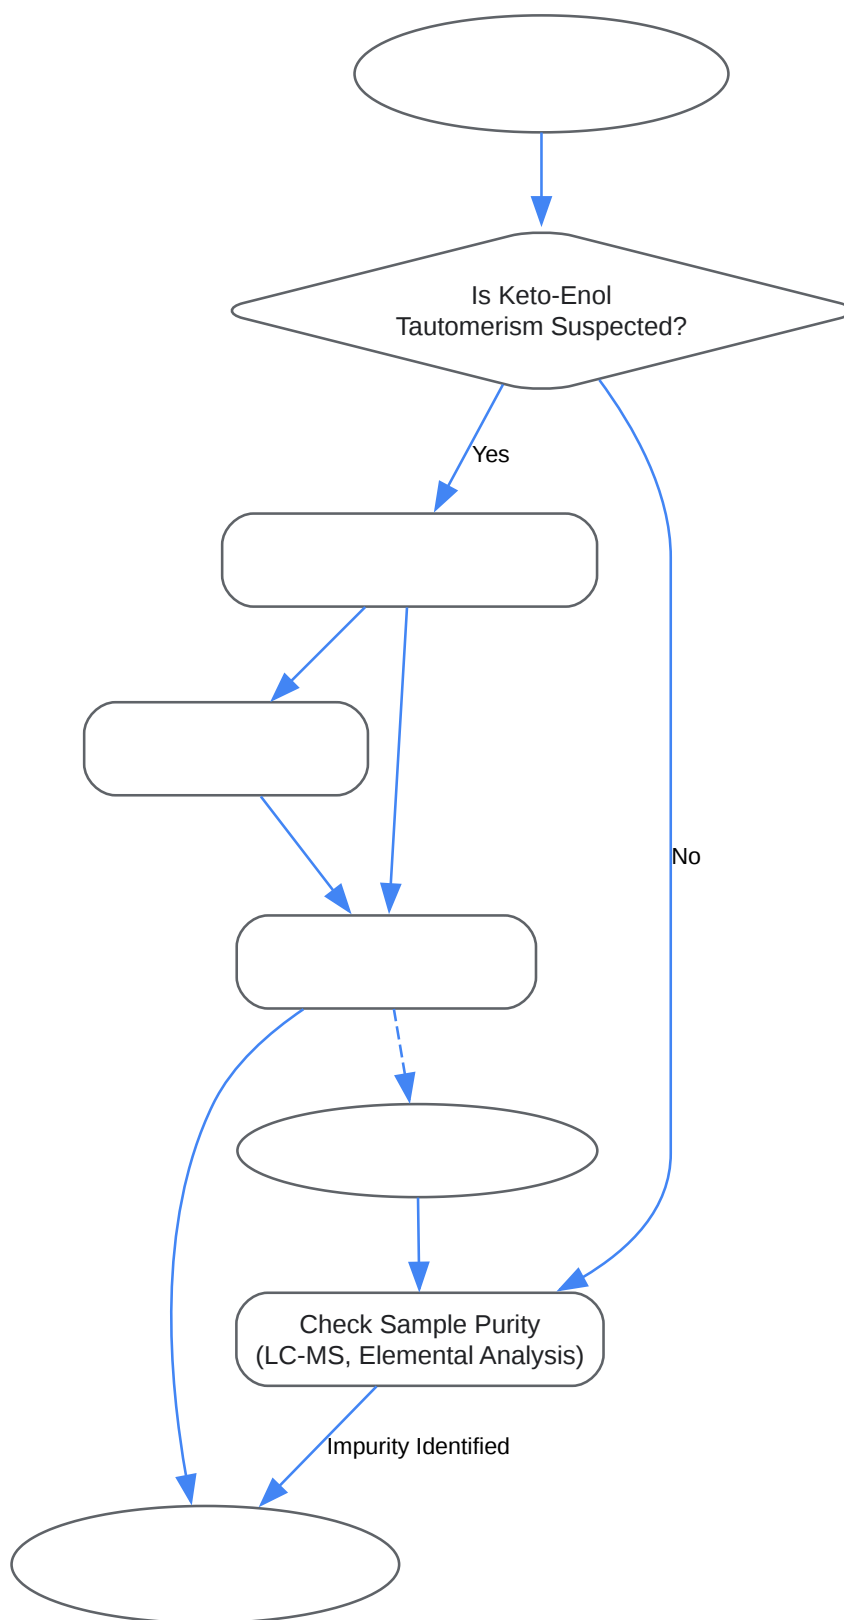 Is Keto-Enol
Tautomerism Suspected?
Yes
No
Check Sample Purity
(LC-MS, Elemental Analysis)
Impurity Identified